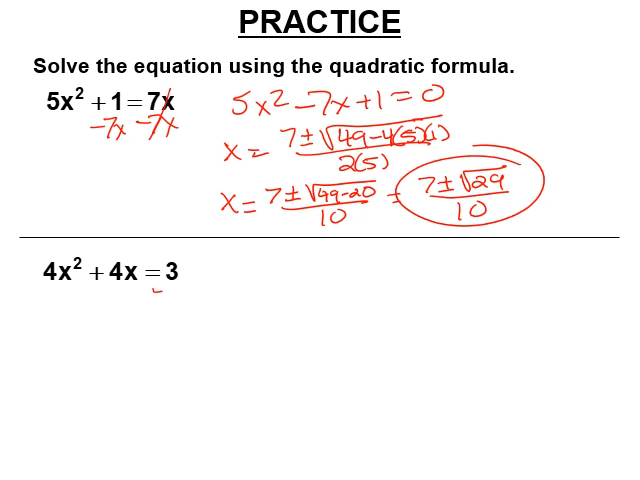 PRACTICE
Solve the equation using the quadratic formula.
5x² + 1 = 7x
-7x -7x
5x² - 7x + 1 = 0
x = 7 ± √49 - 4(5)(1) / 2(5)
x = 7 ± √49 - 20 / 10 = 7 ± √29 / 10
4x² + 4x = 3